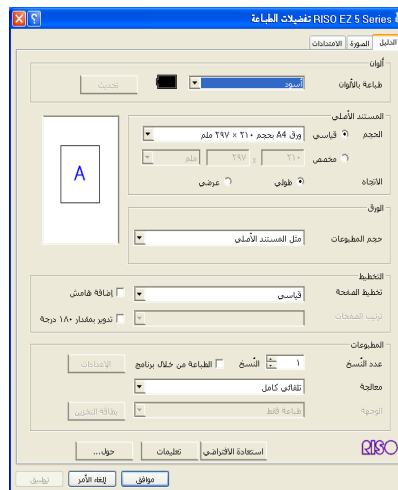 RISO EZ 5 Series تفضيلات الطباعة
الدليل الصورة الامتدادات
ألوان
طباعة بالألوان أسود تحديث
المستند الأصلي
الحجم قياسي ورق A4 بحجم ٢١٠ × ٢٩٧ ملم
مخصص ٢١٠ x ٢٩٧ ملم
الاتجاه طولي عرضي
A
الورق
حجم المطبوعات مثل المستند الأصلي
التخطيط
تخطيط الصفحة قياسي إضافة هامش
ترتيب الصفحات تدوير بمقدار ١٨٠ درجة
المطبوعات
عدد النُسخ ١ النُسخ الطباعة من خلال برنامج الإعدادات
معالجة تلقائي كامل
الوجهة طباعة فقط بطاقة التخزين
RISO
استعادة الافتراضي تعليمات حول...
موافق إلغاء الأمر تطبيق